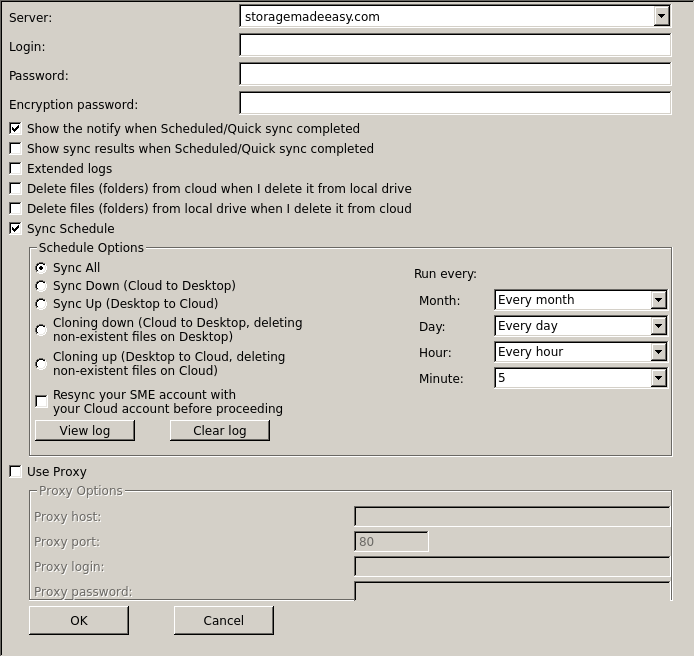 Server: storagemadeeasy.com
Login:
Password:
Encryption password:
Show the notify when Scheduled/Quick sync completed
Show sync results when Scheduled/Quick sync completed
Extended logs
Delete files (folders) from cloud when I delete it from local drive
Delete files (folders) from local drive when I delete it from cloud
Sync Schedule
Schedule Options
Sync All
Sync Down (Cloud to Desktop)
Sync Up (Desktop to Cloud)
Cloning down (Cloud to Desktop, deleting
non-existent files on Desktop)
Cloning up (Desktop to Cloud, deleting
non-existent files on Cloud)
Resync your SME account with
your Cloud account before proceeding
View log Clear log
Run every:
Month: Every month
Day: Every day
Hour: Every hour
Minute: 5
Use Proxy
Proxy Options
Proxy host:
Proxy port: 80
Proxy login:
Proxy password:
OK Cancel